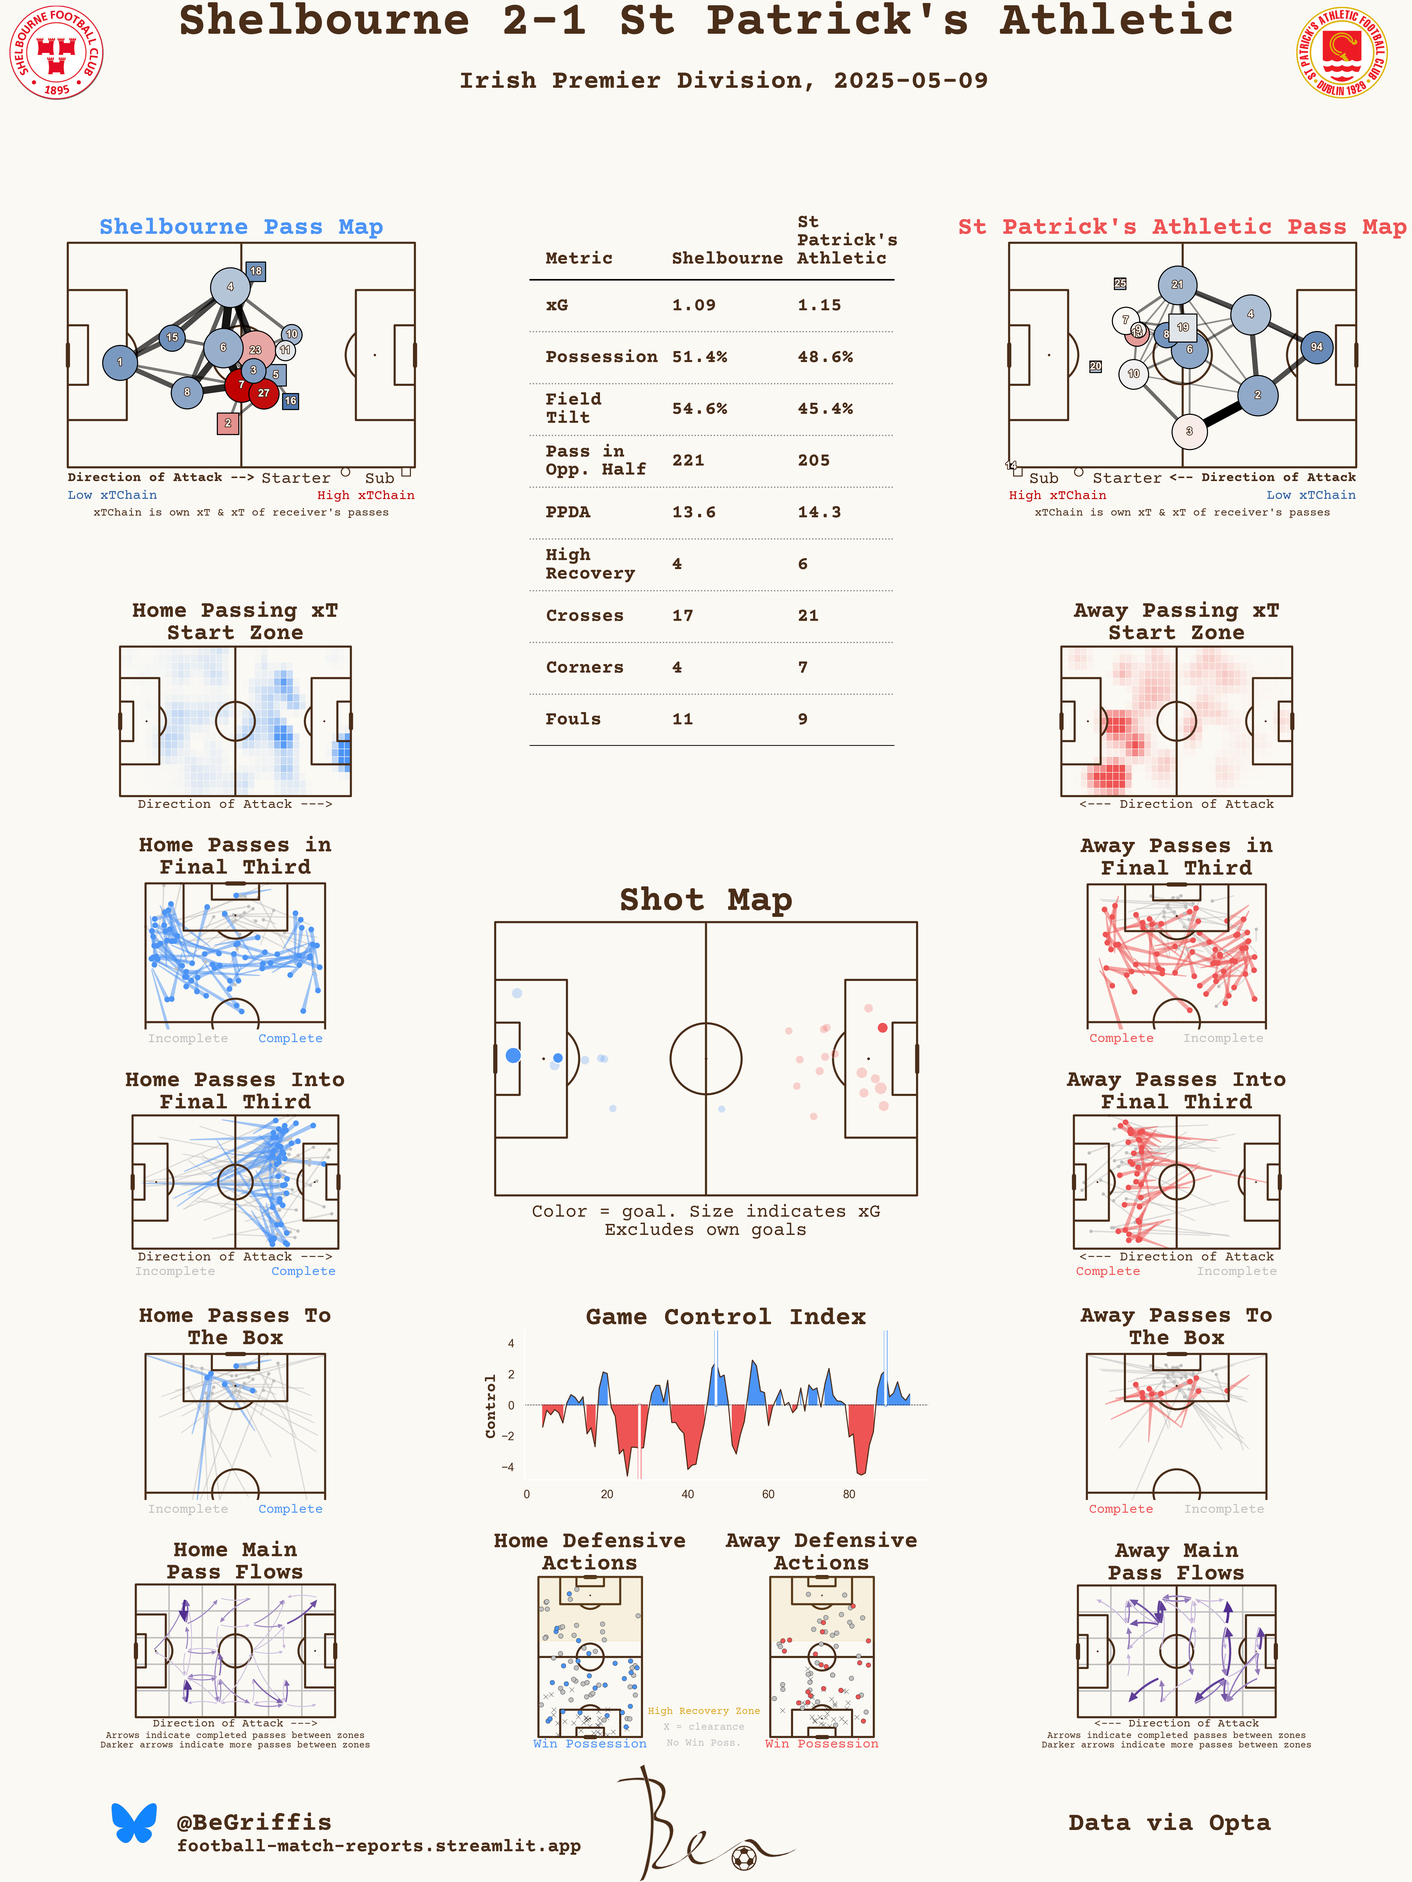 Shelbourne 2-1 St Patrick's Athletic
Irish Premier Division, 2025-05-09
SHELBOURNE FOOTBALL CLUB
1895
ST PATRICK'S ATHLETIC FOOTBALL CLUB
DUBLIN 1929
Shelbourne Pass Map
18
4
15
6
10
23
11
1
3
5
7
8
27
16
2
Direction of Attack --> Starter Sub
Low xTChain High xTChain
xTChain is own xT & xT of receiver's passes
Metric Shelbourne St Patrick's Athletic
xG 1.09 1.15
Possession 51.4% 48.6%
Field
Tilt 54.6% 45.4%
Pass in
Opp. Half 221 205
PPDA 13.6 14.3
High
Recovery 4 6
Crosses 17 21
Corners 4 7
Fouls 11 9
St Patrick's Athletic Pass Map
25
21
7
9
19
4
8
6
94
20
10
2
3
14
Sub Starter <-- Direction of Attack
High xTChain Low xTChain
xTChain is own xT & xT of receiver's passes
Home Passing xT
Start Zone
Direction of Attack --->
Away Passing xT
Start Zone
<--- Direction of Attack
Home Passes in
Final Third
Incomplete Complete
Away Passes in
Final Third
Complete Incomplete
Shot Map
Color = goal. Size indicates xG
Excludes own goals
Home Passes Into
Final Third
Direction of Attack --->
Incomplete Complete
Away Passes Into
Final Third
<--- Direction of Attack
Complete Incomplete
Home Passes To
The Box
Incomplete Complete
Game Control Index
Control
4
2
0
−2
−4
0 20 40 60 80
Away Passes To
The Box
Complete Incomplete
Home Main
Pass Flows
Direction of Attack --->
Arrows indicate completed passes between zones
Darker arrows indicate more passes between zones
Home Defensive
Actions
Win Possession
Away Defensive
Actions
Win Possession
High Recovery Zone
X = clearance
No Win Poss.
Away Main
Pass Flows
<--- Direction of Attack
Arrows indicate completed passes between zones
Darker arrows indicate more passes between zones
@BeGriffis
football-match-reports.streamlit.app
Ben
Data via Opta